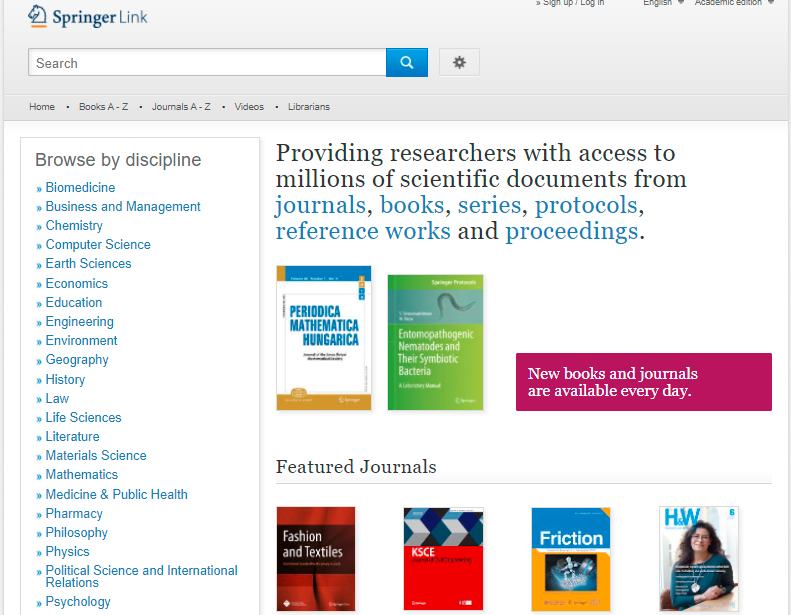 » Sign up / Log in English Academic edition
Springer Link
Search
Home • Books A - Z • Journals A - Z • Videos • Librarians
Browse by discipline
» Biomedicine
» Business and Management
» Chemistry
» Computer Science
» Earth Sciences
» Economics
» Education
» Engineering
» Environment
» Geography
» History
» Law
» Life Sciences
» Literature
» Materials Science
» Mathematics
» Medicine & Public Health
» Pharmacy
» Philosophy
» Physics
» Political Science and International
Relations
» Psychology
Providing researchers with access to
millions of scientific documents from
journals, books, series, protocols,
reference works and proceedings.
PERIODICA
MATHEMATICA
HUNGARICA
Springer
Springer Protocols
Entomopathogenic
Nematodes and
Their Symbiotic
Bacteria
A Laboratory Manual
Springer
New books and journals
are available every day.
Featured Journals
Fashion
and Textiles
KSCE
Springer
Friction
Springer
H&W
6